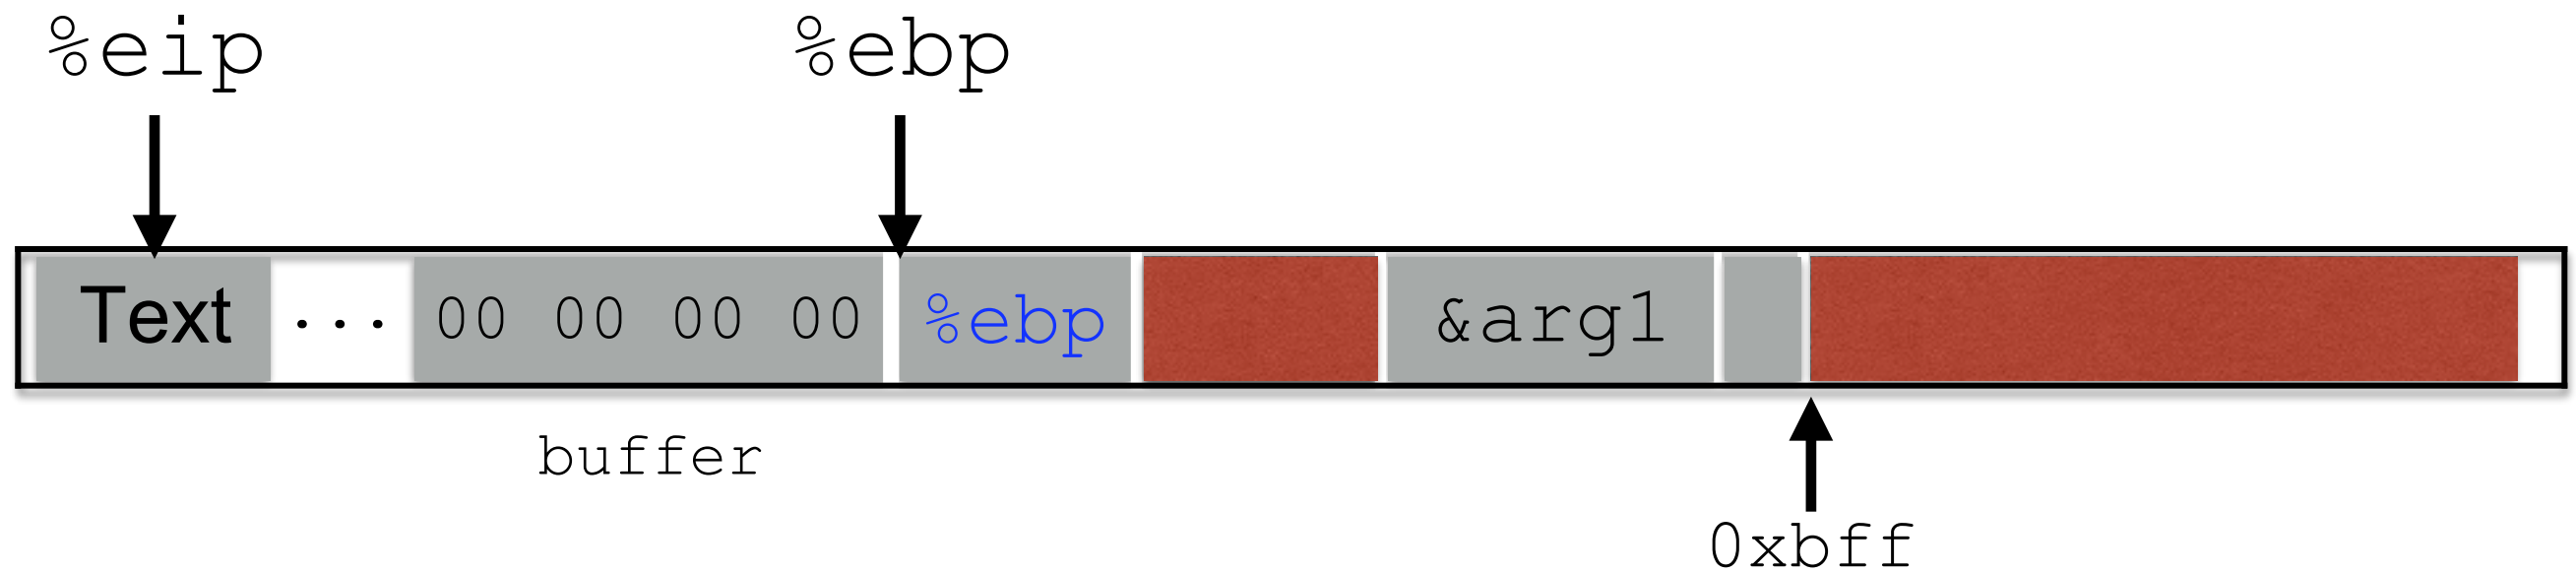 %eip %ebp
Text ... 00 00 00 00 %ebp &arg1
buffer
0xbff